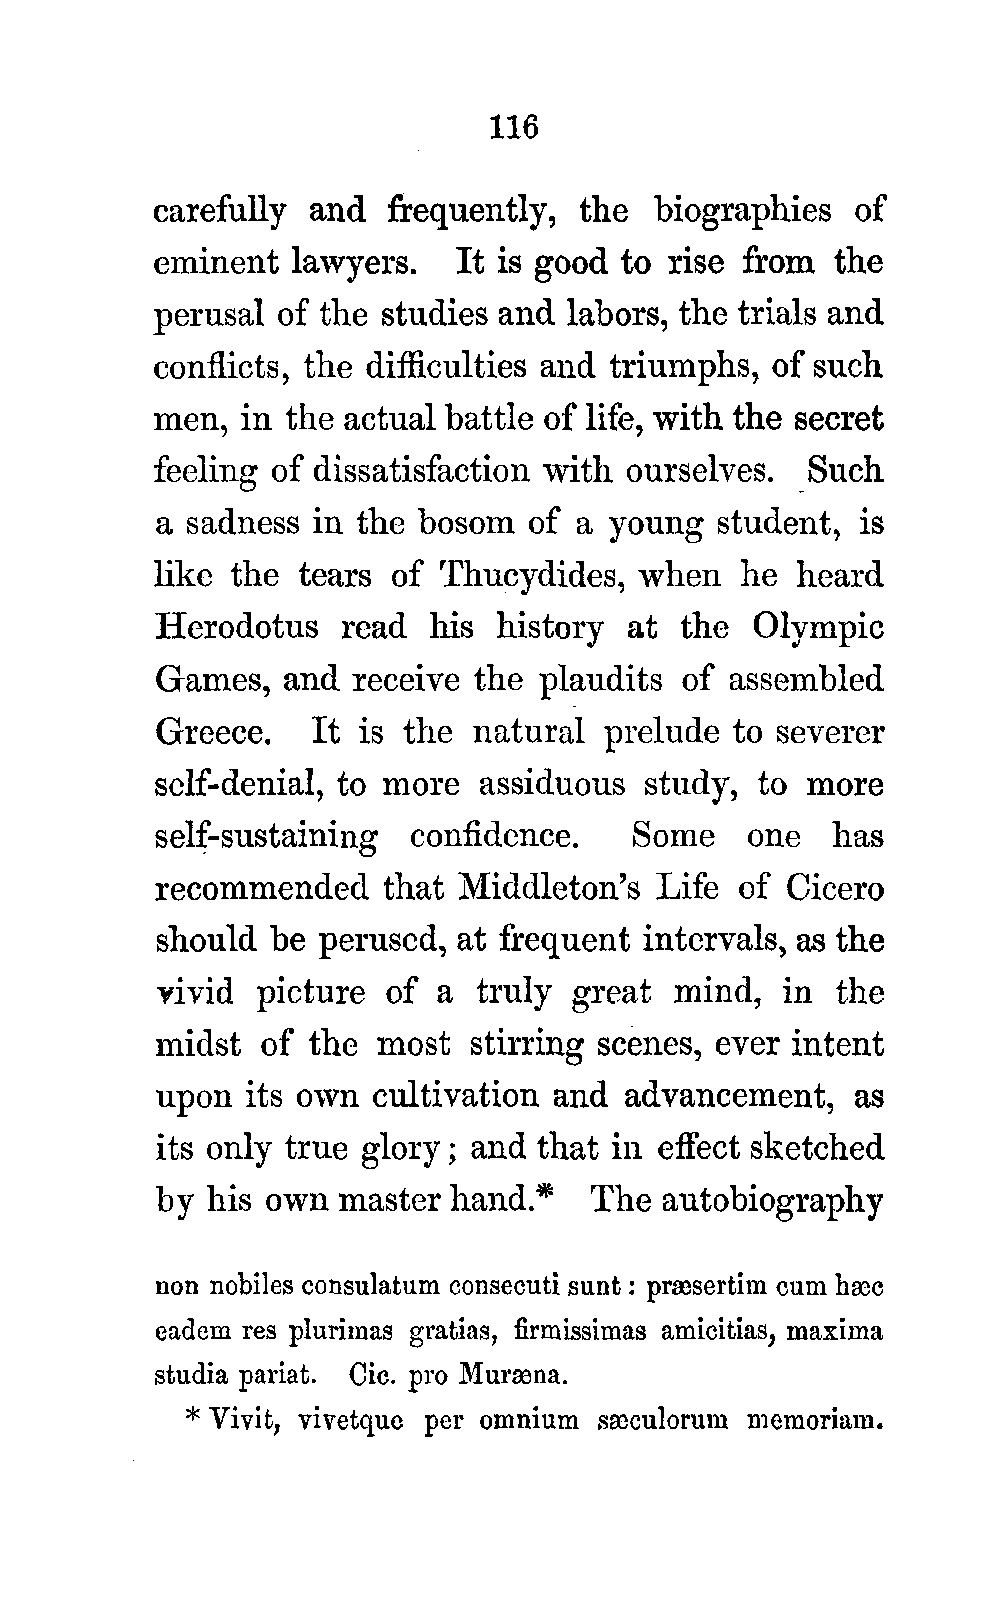 116
carefully and frequently, the biographies of
eminent lawyers. It is good to rise from the
perusal of the studies and labors, the trials and
conflicts, the difficulties and triumphs, of such
men, in the actual battle of life, with the secret
feeling of dissatisfaction with ourselves. Such
a sadness in the bosom of a young student, is
like the tears of Thucydides, when he heard
Herodotus read his history at the Olympic
Games, and receive the plaudits of assembled
Greece. It is the natural prelude to severer
self-denial, to more assiduous study, to more
self-sustaining confidence. Some one has
recommended that Middleton's Life of Cicero
should be perused, at frequent intervals, as the
vivid picture of a truly great mind, in the
midst of the most stirring scenes, ever intent
upon its own cultivation and advancement, as
its only true glory; and that in effect sketched
by his own master hand.* The autobiography
non nobiles consulatum consecuti sunt: præsertim cum hæc
eadem res plurimas gratias, firmissimas amicitias, maxima
studia pariat. Cic. pro Muræna.
* Vivit, vivetque per omnium sæculorum memoriam.